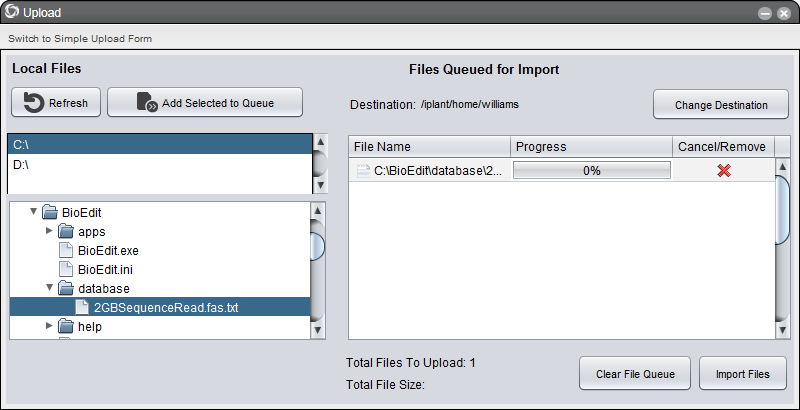 Upload
Switch to Simple Upload Form
Local Files
Refresh
Add Selected to Queue
C:\
D:\
BioEdit
apps
BioEdit.exe
BioEdit.ini
database
2GBSequenceRead.fas.txt
help
Files Queued for Import
Destination: /iplant/home/williams
Change Destination
File Name Progress Cancel/Remove
C:\BioEdit\database\2... 0%
Total Files To Upload: 1
Total File Size:
Clear File Queue
Import Files